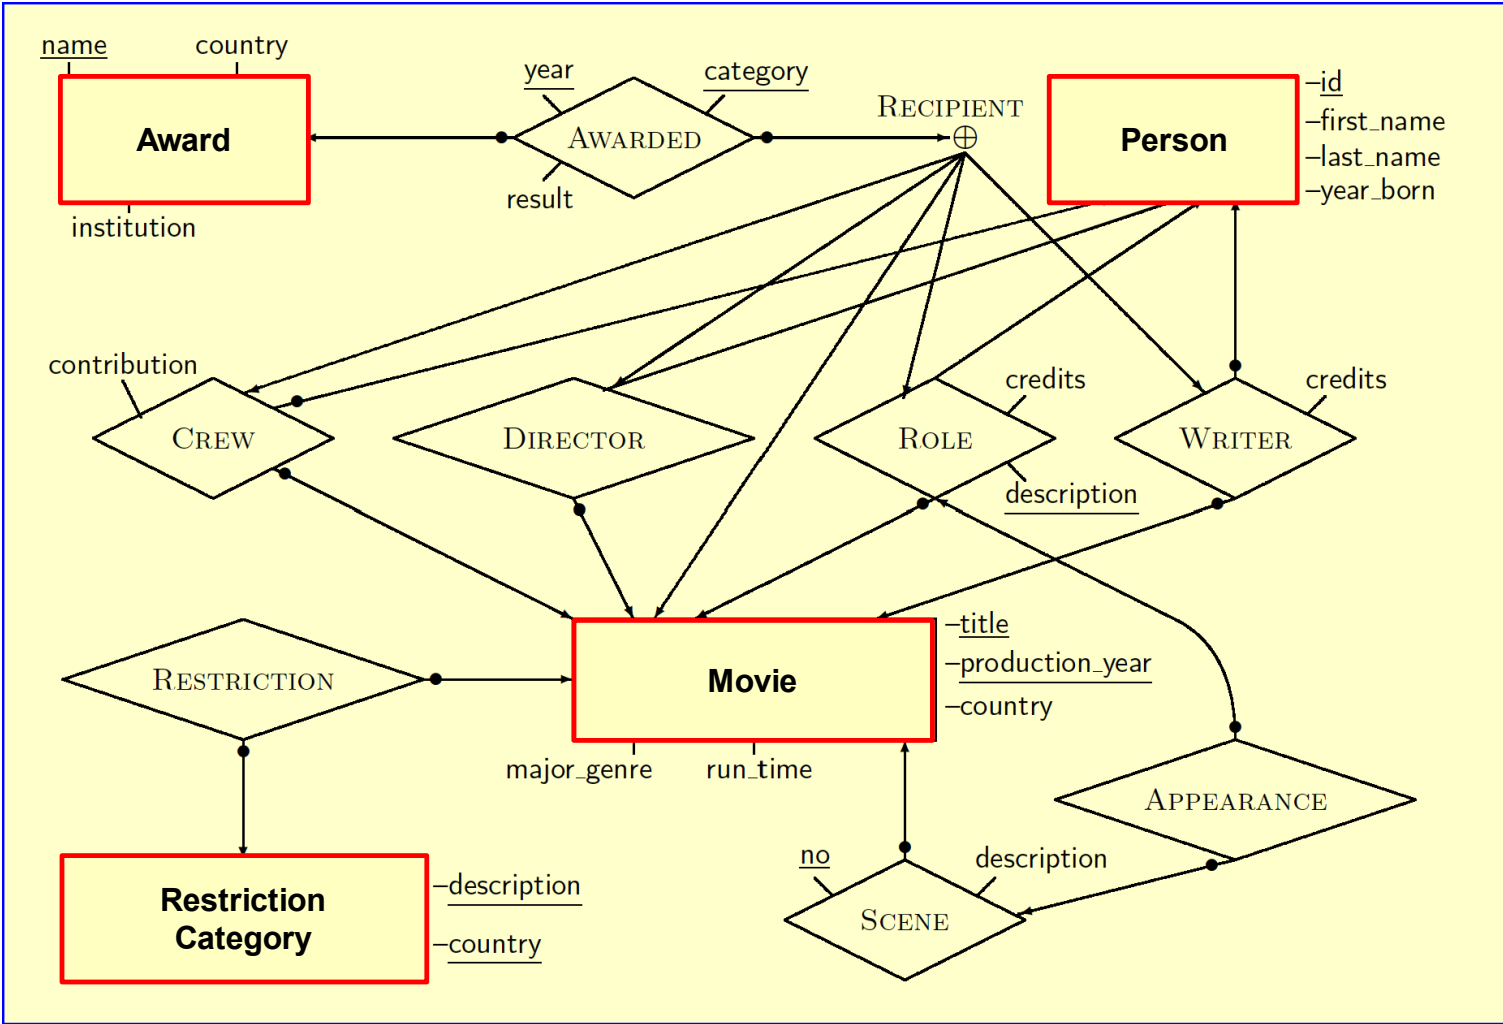 name
country
year
category
RECIPIENT
id
Award
AWARDED
Person
first_name
last_name
year_born
result
institution
contribution
credits
credits
CREW
DIRECTOR
ROLE
WRITER
description
title
RESTRICTION
Movie
production_year
country
major_genre
run_time
APPEARANCE
no
description
Restriction
Category
description
country
SCENE